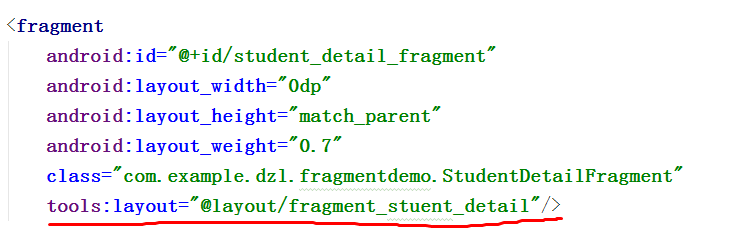 <fragment
android:id="@+id/student_detail_fragment"
android:layout_width="0dp"
android:layout_height="match_parent"
android:layout_weight="0.7"
class="com.example.dzl.fragmentdemo.StudentDetailFragment"
tools:layout="@layout/fragment_stuent_detail"/>